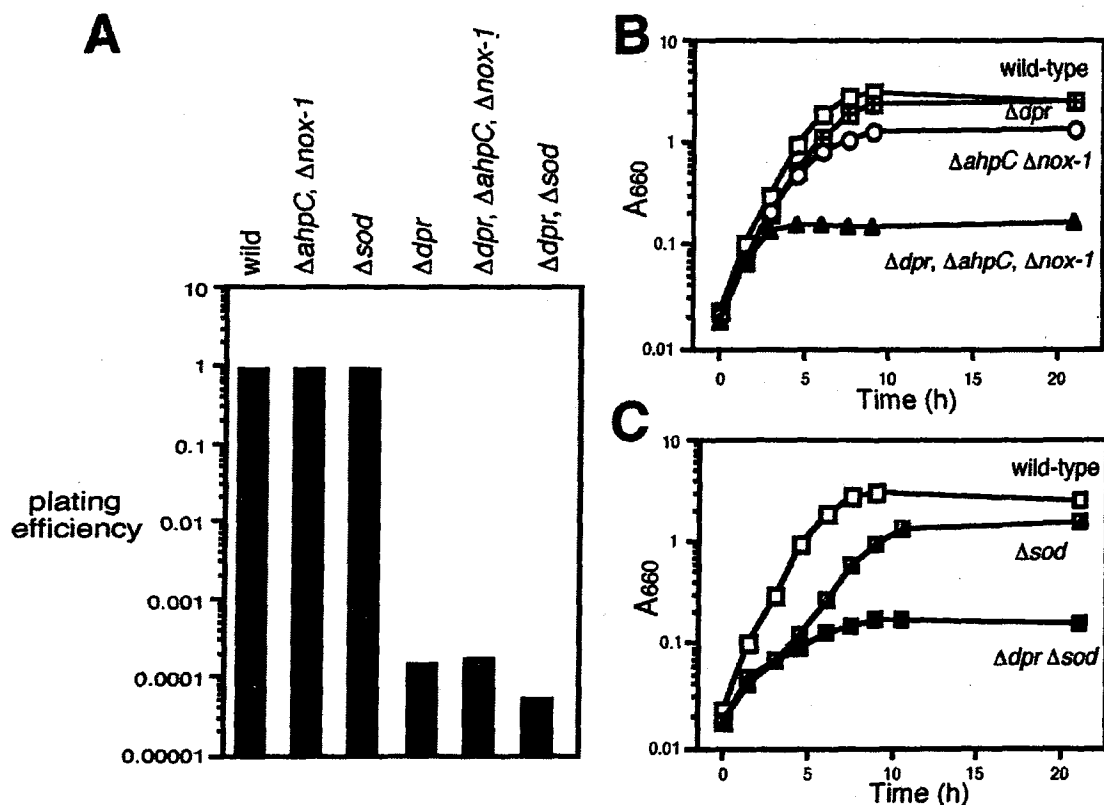 A
wild
ΔahpC, Δnox-1
Δsod
Δdpr
Δdpr, ΔahpC, Δnox-1
Δdpr, Δsod
plating
efficiency
10
1
0.1
0.01
0.001
0.0001
0.00001
B
A660
10
1
0.1
0.01
wild-type
Δdpr
ΔahpC Δnox-1
Δdpr, ΔahpC, Δnox-1
0 5 10 15 20
Time (h)
C
A660
10
1
0.1
0.01
wild-type
Δsod
Δdpr Δsod
0 5 10 15 20
Time (h)